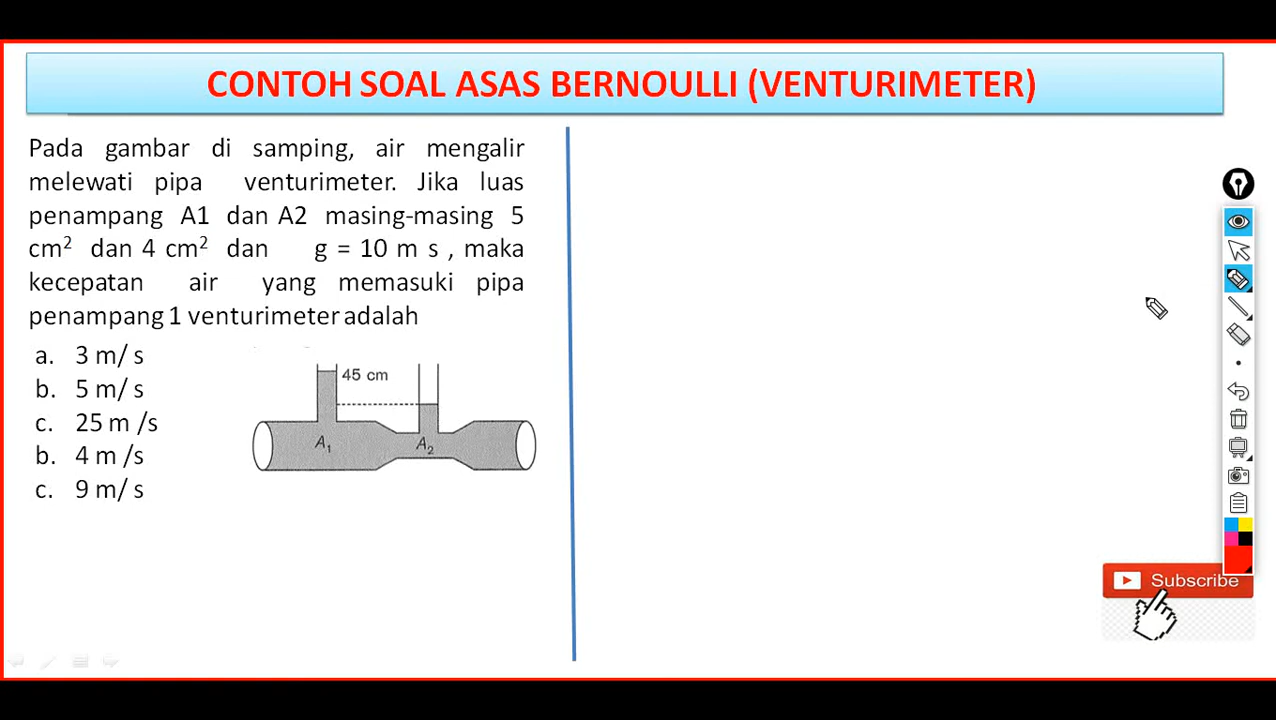 CONTOH SOAL ASAS BERNOULLI (VENTURIMETER)
Pada gambar di samping, air mengalir
melewati pipa venturimeter. Jika luas
penampang A1 dan A2 masing-masing 5
cm² dan 4 cm² dan g = 10 m s , maka
kecepatan air yang memasuki pipa
penampang 1 venturimeter adalah
a. 3 m/ s
b. 5 m/ s
c. 25 m /s
b. 4 m /s
c. 9 m/ s
45 cm
A₁
A₂
Subscribe